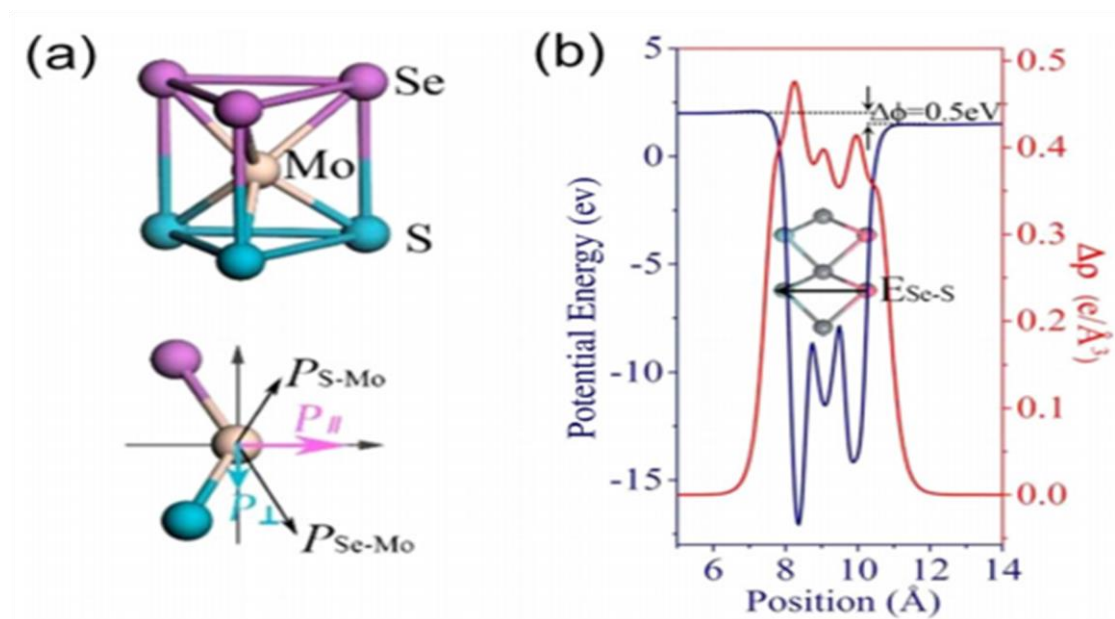 (a)
Se
Mo
S
P S-Mo
P //
P ⊥
P Se-Mo
(b)
5
0
-5
-10
-15
Potential Energy (ev)
6
8
10
12
14
Position (Å)
0.5
0.4
0.3
0.2
0.1
0.0
Δρ (e/Å³)
Δϕ=0.5eV
ESe-S